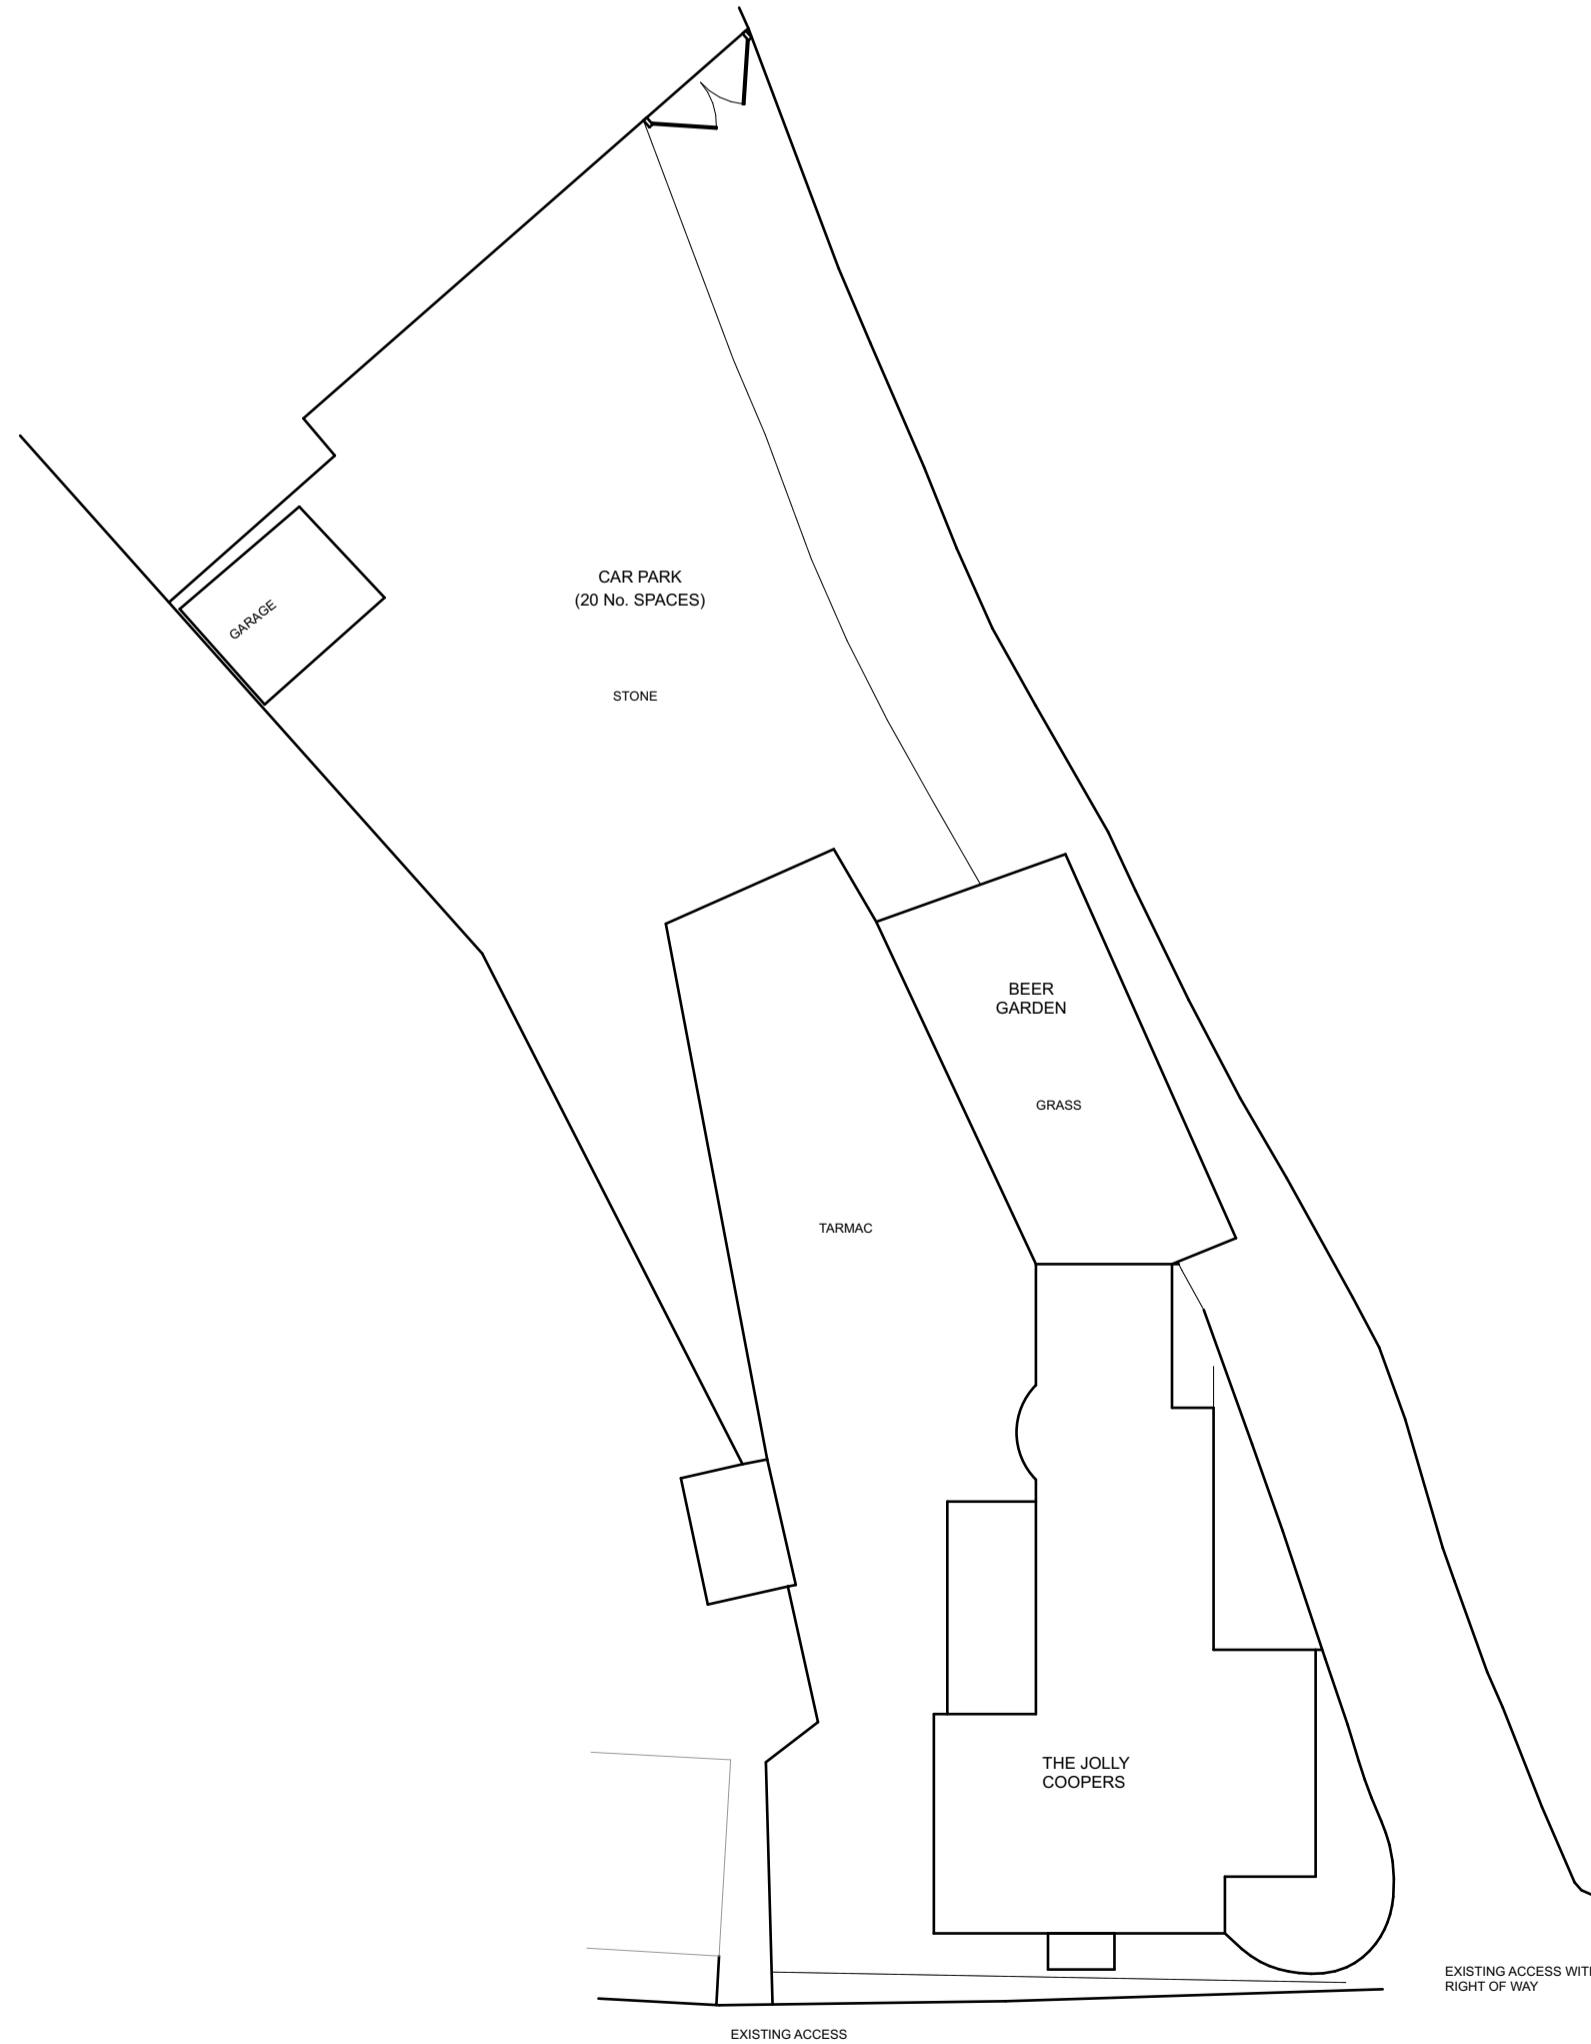 CAR PARK
(20 No. SPACES)
GARAGE
STONE
BEER
GARDEN
GRASS
TARMAC
THE JOLLY
COOPERS
EXISTING ACCESS WITH
RIGHT OF WAY
EXISTING ACCESS